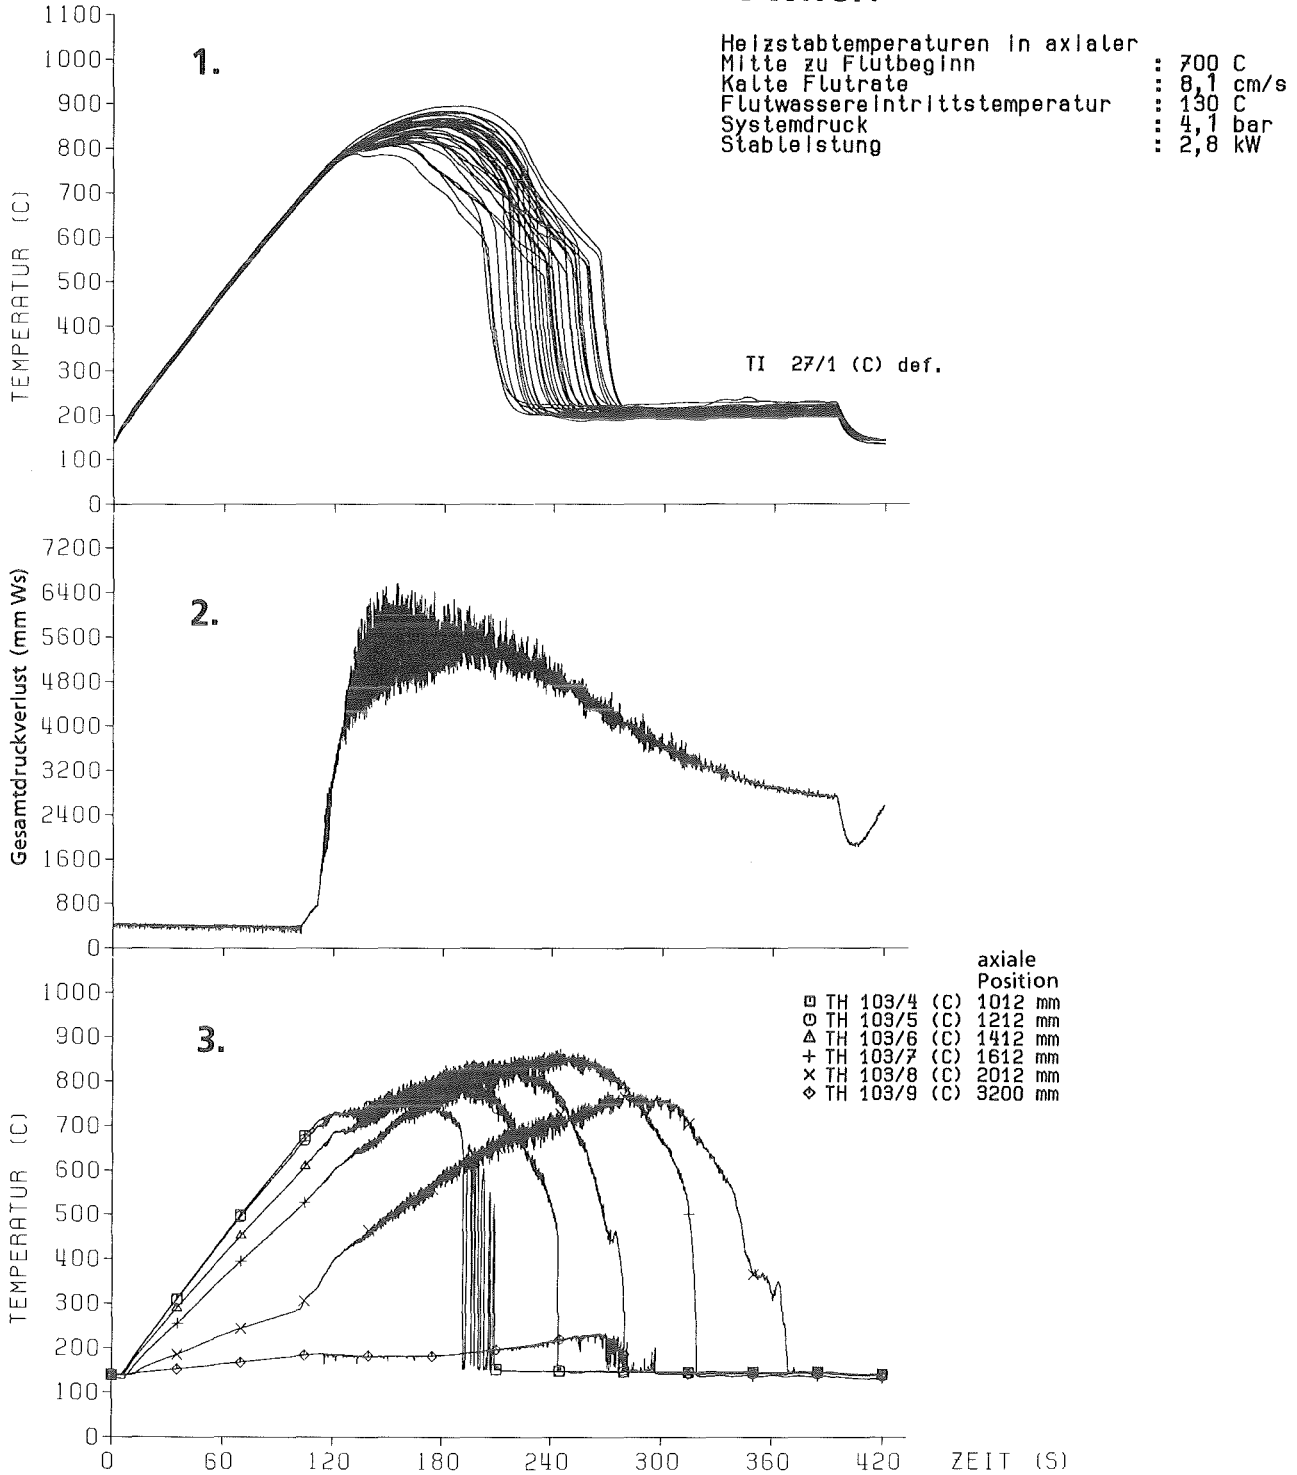 Heizstabtemperaturen in axialer
Mitte zu Flutbeginn : 700 C
Kalte Flutrate : 8,1 cm/s
Flutwassereintrittstemperatur : 130 C
Systemdruck : 4,1 bar
Stableistung : 2,8 kW
1.
TEMPERATUR (C)
1100
1000
900
800
700
600
500
400
300
200
100
0
TI 27/1 (C) def.
2.
Gesamtdruckverlust (mm Ws)
7200
6400
5600
4800
4000
3200
2400
1600
800
0
3.
axiale
Position
TH 103/4 (C) 1012 mm
TH 103/5 (C) 1212 mm
TH 103/6 (C) 1412 mm
TH 103/7 (C) 1612 mm
TH 103/8 (C) 2012 mm
TH 103/9 (C) 3200 mm
TEMPERATUR (C)
1000
900
800
700
600
500
400
300
200
100
0
0 60 120 180 240 300 360 420 ZEIT (S)